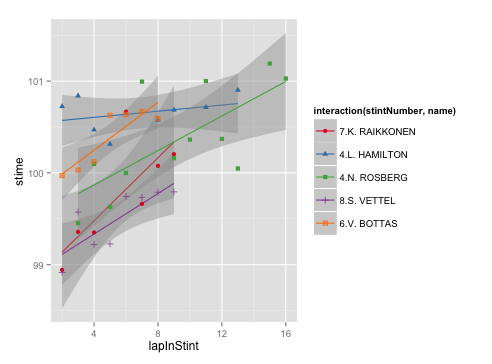 101
100
99
stime
4
8
12
16
lapInStint
interaction(stintNumber, name)
7.K. RAIKKONEN
4.L. HAMILTON
4.N. ROSBERG
8.S. VETTEL
6.V. BOTTAS